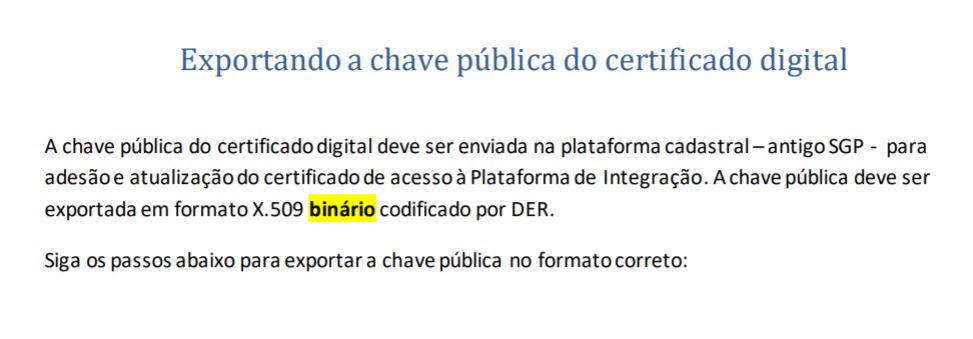 Exportando a chave pública do certificado digital
A chave pública do certificado digital deve ser enviada na plataforma cadastral – antigo SGP - para
adesão e atualização do certificado de acesso à Plataforma de Integração. A chave pública deve ser
exportada em formato X.509 binário codificado por DER.
Siga os passos abaixo para exportar a chave pública no formato correto: